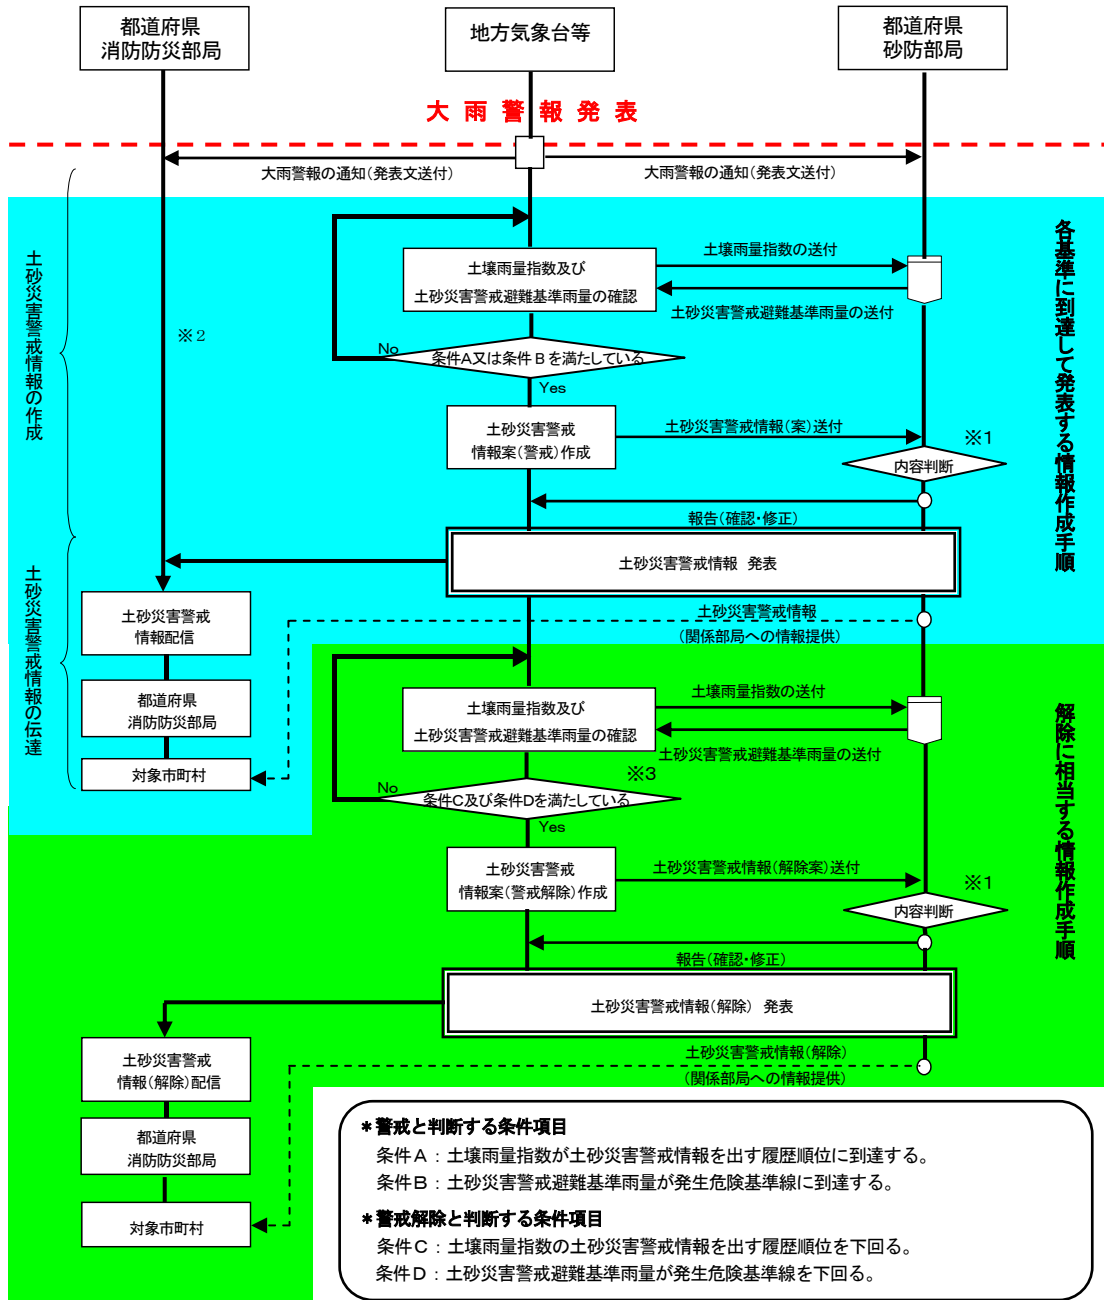 都道府県
消防防災部局
地方気象台等
都道府県
砂防部局
大雨警報発表
大雨警報の通知(発表文送付)
大雨警報の通知(発表文送付)
土砂災害警戒情報の作成
各基準に到達して発表する情報作成手順
土壌雨量指数及び
土砂災害警戒避難基準雨量の確認
土壌雨量指数の送付
土砂災害警戒避難基準雨量の送付
※2
No
条件A又は条件Bを満たしている
Yes
土砂災害警戒
情報案(警戒)作成
土砂災害警戒情報(案)送付
※1
内容判断
報告(確認・修正)
土砂災害警戒情報 発表
土砂災害警戒情報の伝達
土砂災害警戒
情報配信
土砂災害警戒情報
(関係部局への情報提供)
都道府県
消防防災部局
対象市町村
解除に相当する情報作成手順
土壌雨量指数及び
土砂災害警戒避難基準雨量の確認
土壌雨量指数の送付
土砂災害警戒避難基準雨量の送付
※3
No
条件C及び条件Dを満たしている
Yes
土砂災害警戒
情報案(警戒解除)作成
土砂災害警戒情報(解除案)送付
※1
内容判断
報告(確認・修正)
土砂災害警戒情報(解除) 発表
土砂災害警戒
情報(解除)配信
土砂災害警戒情報(解除)
(関係部局への情報提供)
都道府県
消防防災部局
対象市町村
*警戒と判断する条件項目
条件A:土壌雨量指数が土砂災害警戒情報を出す履歴順位に到達する。
条件B:土砂災害警戒避難基準雨量が発生危険基準線に到達する。
*警戒解除と判断する条件項目
条件C:土壌雨量指数の土砂災害警戒情報を出す履歴順位を下回る。
条件D:土砂災害警戒避難基準雨量が発生危険基準線を下回る。